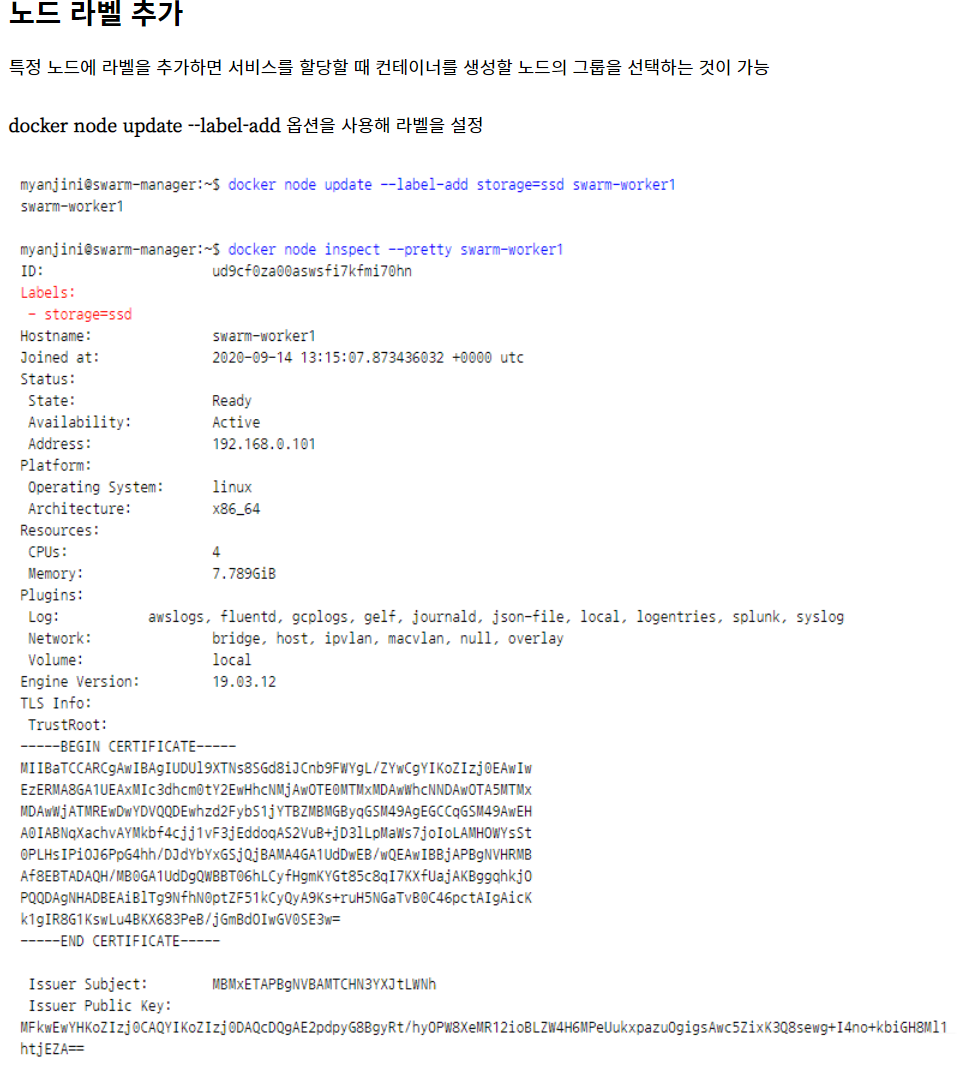 노드 라벨 추가
특정 노드에 라벨을 추가하면 서비스를 할당할 때 컨테이너를 생성할 노드의 그룹을 선택하는 것이 가능
docker node update --label-add 옵션을 사용해 라벨을 설정
myanjini@swarm-manager:~$ docker node update --label-add storage=ssd swarm-worker1
swarm-worker1
myanjini@swarm-manager:~$ docker node inspect --pretty swarm-worker1
ID: ud9cf0za00aswsfi7kfmi70hn
Labels:
- storage=ssd
Hostname: swarm-worker1
Joined at: 2020-09-14 13:15:07.873436032 +0000 utc
Status:
State: Ready
Availability: Active
Address: 192.168.0.101
Platform:
Operating System: linux
Architecture: x86_64
Resources:
CPUs: 4
Memory: 7.789GiB
Plugins:
Log: awslogs, fluentd, gcplogs, gelf, journald, json-file, local, logentries, splunk, syslog
Network: bridge, host, ipvlan, macvlan, null, overlay
Volume: local
Engine Version: 19.03.12
TLS Info:
TrustRoot:
-----BEGIN CERTIFICATE-----
MIIBaTCCARCgAwIBAgIUDUl9XTNs8SGd8iJCnb9FWYgL/ZYwCgYIKoZIzj0EAwIw
EzERMA8GA1UEAxMIc3dhcm0tY2EwHhcNMjAwOTE0MTMxMDAwWhcNNDAwOTA5MTMx
MDAwWjATMREwDwYDVQQDEwhzd2FybS1jYTBZMBMGByqGSM49AgEGCCqGSM49AwEH
A0IABNqXachvAYMkbf4cjj1vF3jEddoqAS2VuB+jD3lLpMaWs7joIoLAMHOWYsSt
0PLHsIPiOJ6PpG4hh/DJdYbYxGSjQjBAMA4GA1UdDwEB/wQEAwIBBjAPBgNVHRMB
Af8EBTADAQH/MB0GA1UdDgQWBBT06hLCyfHgmKYGt85c8qI7KXfUajAKBggqhkjO
PQQDAgNHADBEAiBlTg9NfhN0ptZF51kCyQyA9Ks+ruH5NGaTvB0C46pctAIgAicK
k1gIR8G1KswLu4BKX683PeB/jGmBdOIwGV0SE3w=
-----END CERTIFICATE-----
Issuer Subject: MBMxETAPBgNVBAMTCHN3YXJtLWNh
Issuer Public Key:
MFkwEwYHKoZIzj0CAQYIKoZIzj0DAQcDQgAE2pdpyG8BgyRt/hyOPW8XeMR12ioBLZW4H6MPeUukxpazuOgigsAwc5ZixK3Q8sewg+I4no+kbiGH8Ml1
htjEZA==